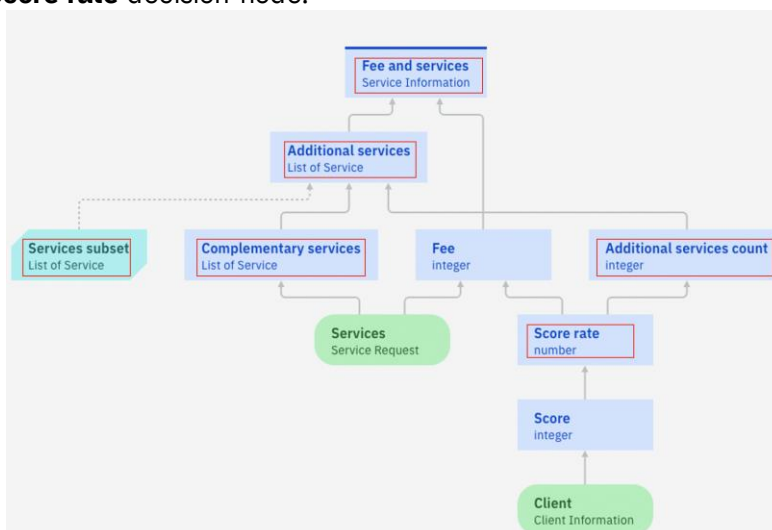 score rate decision node.
Fee and services
Service Information
Additional services
List of Service
Services subset
List of Service
Complementary services
List of Service
Fee
integer
Additional services count
integer
Services
Service Request
Score rate
number
Score
integer
Client
Client Information